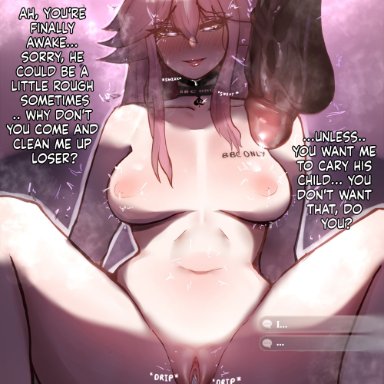 AH, YOU'RE
FINALLY
AWAKE...
SORRY, HE
COULD BE A
LITTLE ROUGH
SOMETIMES
.. WHY DON'T
YOU COME AND
CLEAN ME UP
LOSER?
*SWEAT*
*SWEAT*
BBC ONLY
...UNLESS..
YOU WANT ME
TO CARY HIS
CHILD... YOU
DON'T WANT
THAT, DO
YOU?
I...
...
*DRIP*
*DRIP*